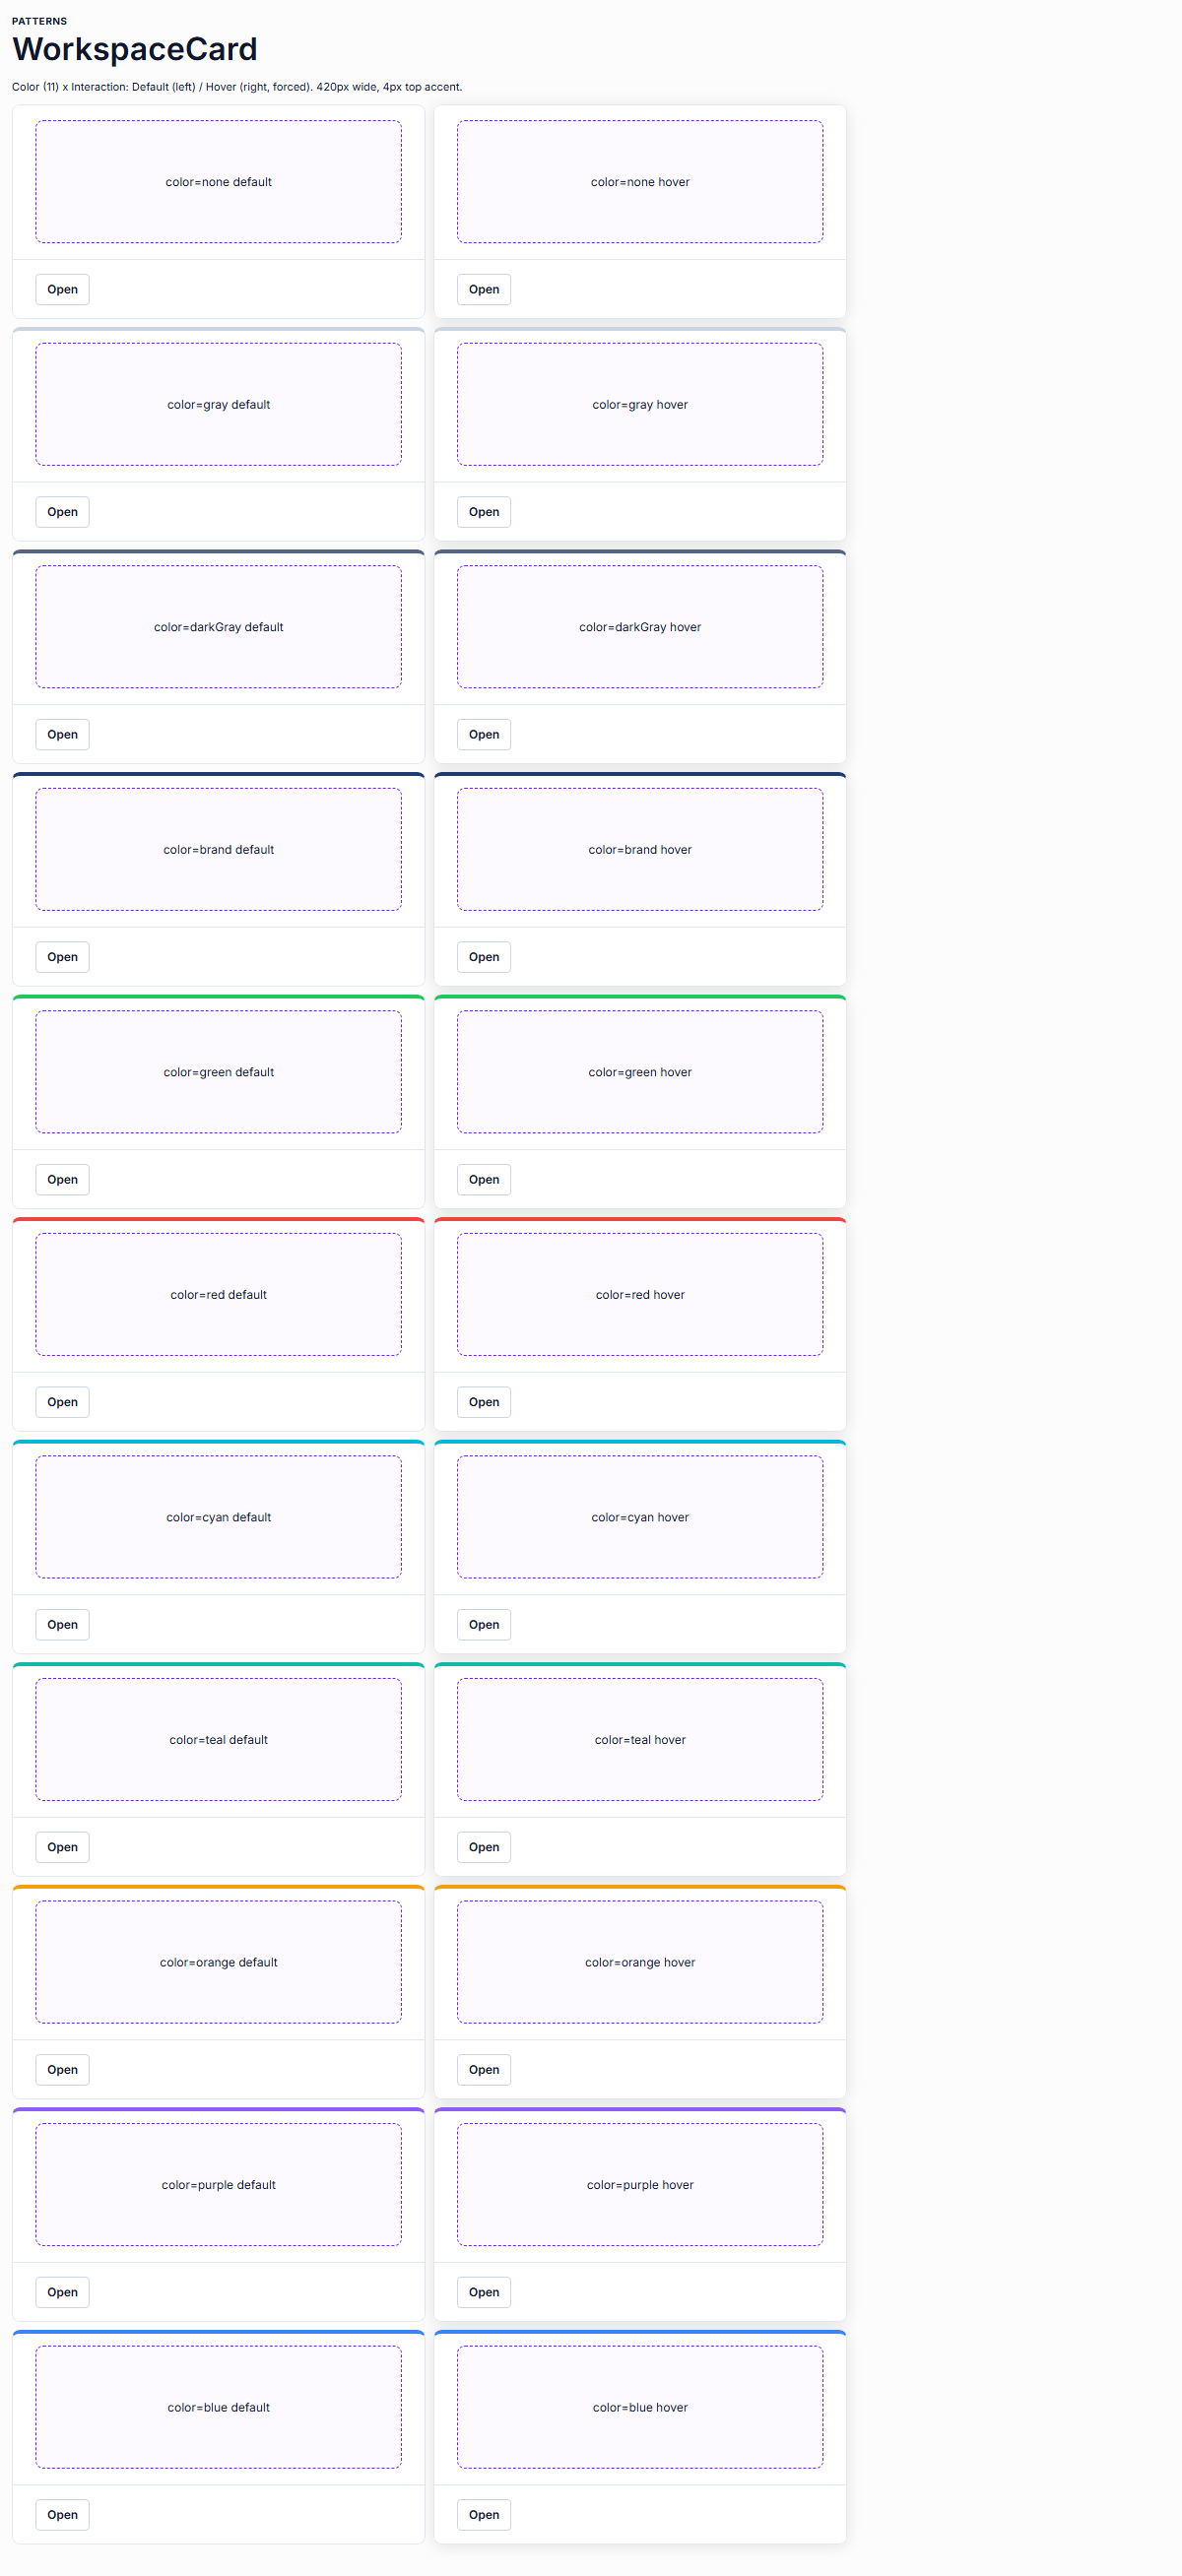 PATTERNS
WorkspaceCard
Color (11) x Interaction: Default (left) / Hover (right, forced). 420px wide, 4px top accent.
color=none default
color=none hover
Open
Open
color=gray default
color=gray hover
Open
Open
color=darkGray default
color=darkGray hover
Open
Open
color=brand default
color=brand hover
Open
Open
color=green default
color=green hover
Open
Open
color=red default
color=red hover
Open
Open
color=cyan default
color=cyan hover
Open
Open
color=teal default
color=teal hover
Open
Open
color=orange default
color=orange hover
Open
Open
color=purple default
color=purple hover
Open
Open
color=blue default
color=blue hover
Open
Open